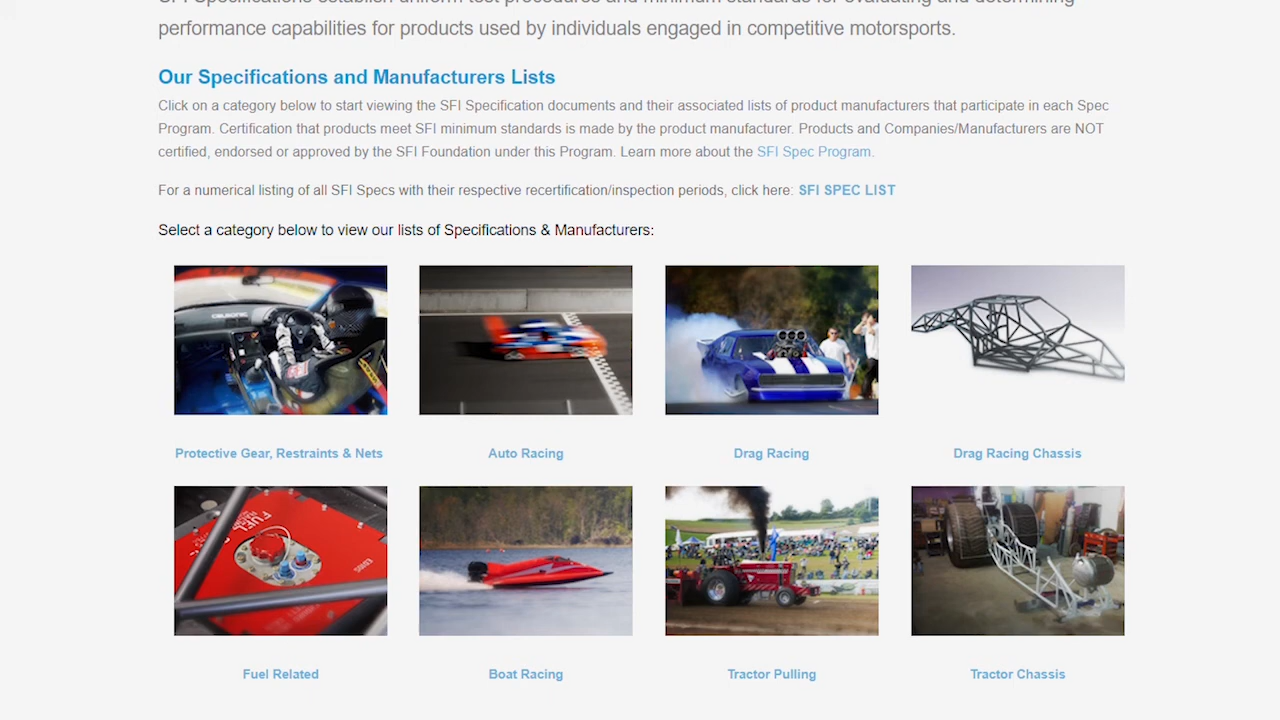 SFI Specifications establish uniform test procedures and minimum standards for evaluating and determining
performance capabilities for products used by individuals engaged in competitive motorsports.
Our Specifications and Manufacturers Lists
Click on a category below to start viewing the SFI Specification documents and their associated lists of product manufacturers that participate in each Spec
Program. Certification that products meet SFI minimum standards is made by the product manufacturer. Products and Companies/Manufacturers are NOT
certified, endorsed or approved by the SFI Foundation under this Program. Learn more about the SFI Spec Program.
For a numerical listing of all SFI Specs with their respective recertification/inspection periods, click here: SFI SPEC LIST
Select a category below to view our lists of Specifications & Manufacturers:
CALSONIC
Protective Gear, Restraints & Nets
Auto Racing
Drag Racing
Drag Racing Chassis
FUEL
Fuel Related
Boat Racing
Tractor Pulling
Tractor Chassis